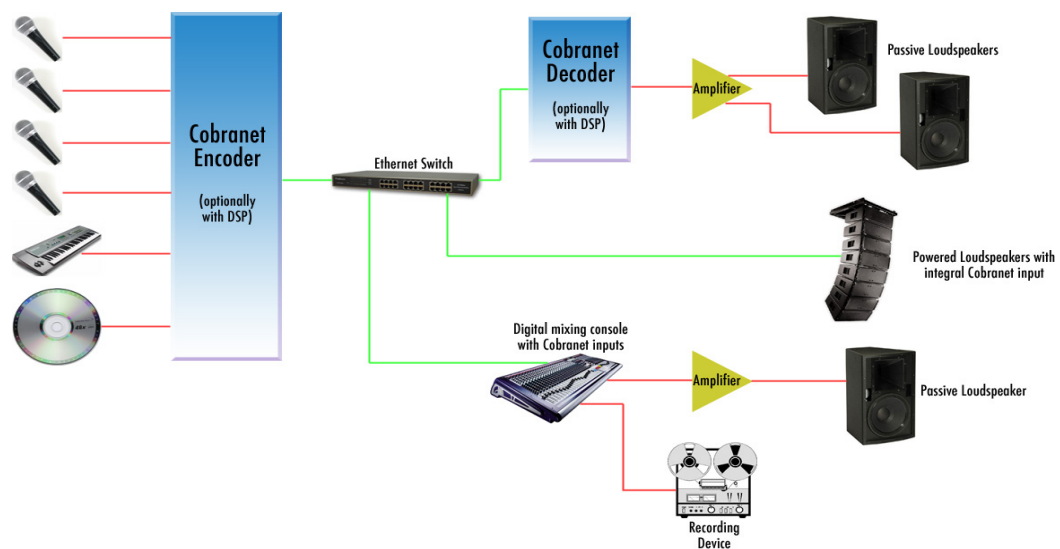 Cobranet
Encoder
(optionally
with DSP)
Ethernet Switch
Cobranet
Decoder
(optionally
with DSP)
Amplifier
Passive Loudspeakers
Powered Loudspeakers with
integral Cobranet input
Digital mixing console
with Cobranet inputs
Amplifier
Passive Loudspeaker
Recording
Device